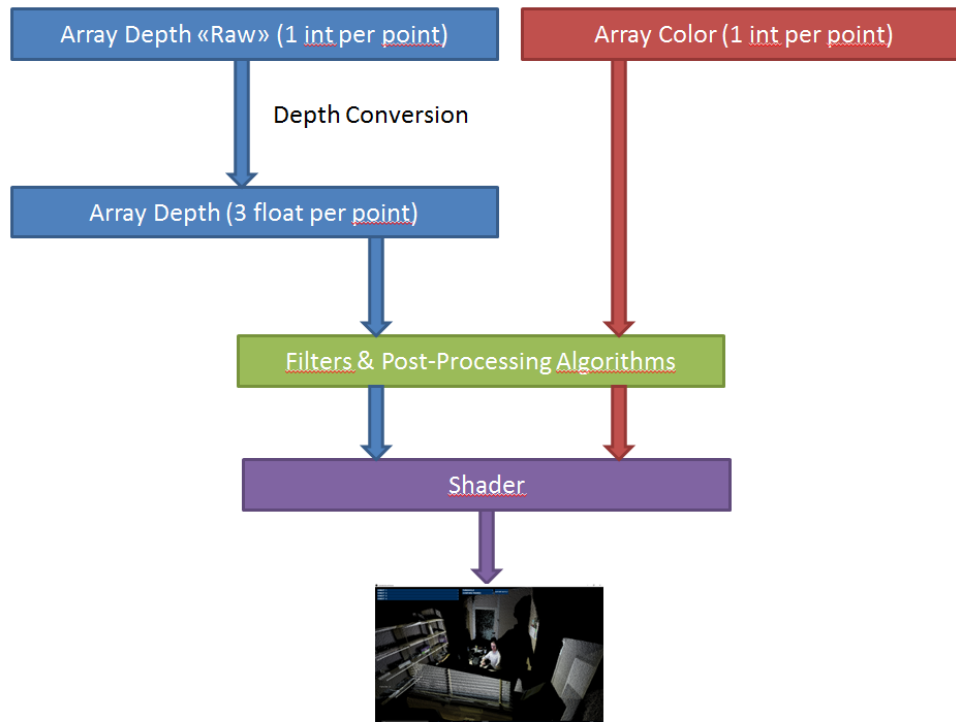 Array Depth «Raw» (1 int per point)
Array Color (1 int per point)
Depth Conversion
Array Depth (3 float per point)
Filters & Post-Processing Algorithms
Shader